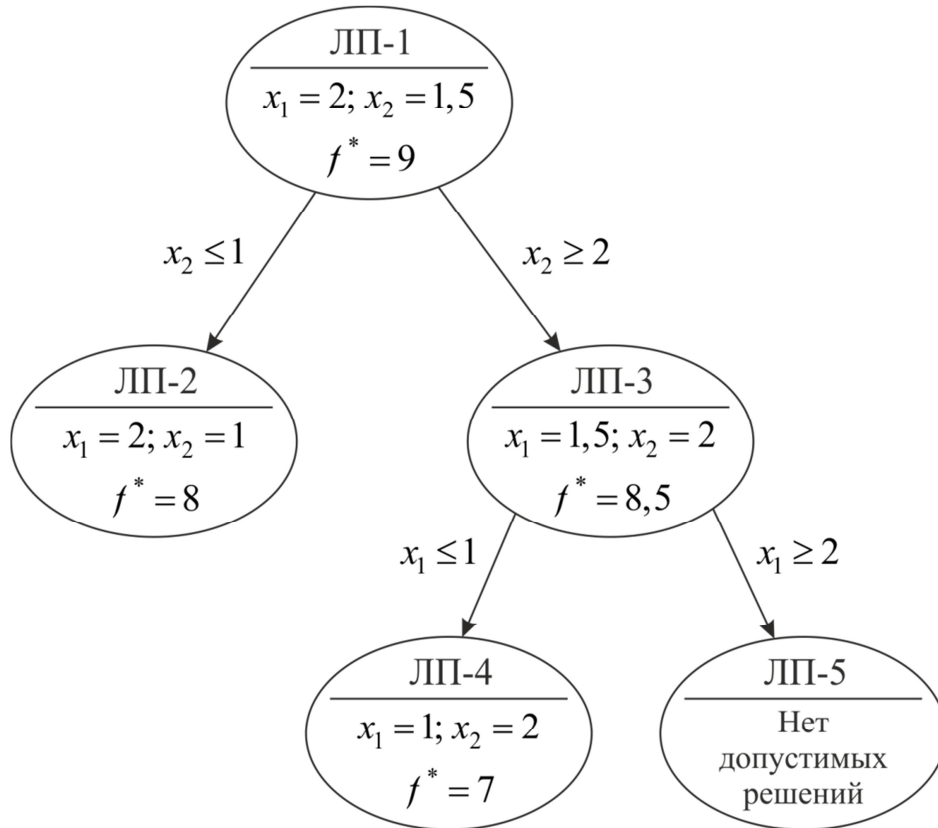 ЛП-1
x₁ = 2; x₂ = 1,5
f* = 9
x₂ ≤ 1
x₂ ≥ 2
ЛП-2
x₁ = 2; x₂ = 1
f* = 8
ЛП-3
x₁ = 1,5; x₂ = 2
f* = 8,5
x₁ ≤ 1
x₁ ≥ 2
ЛП-4
x₁ = 1; x₂ = 2
f* = 7
ЛП-5
Нет
допустимых
решений